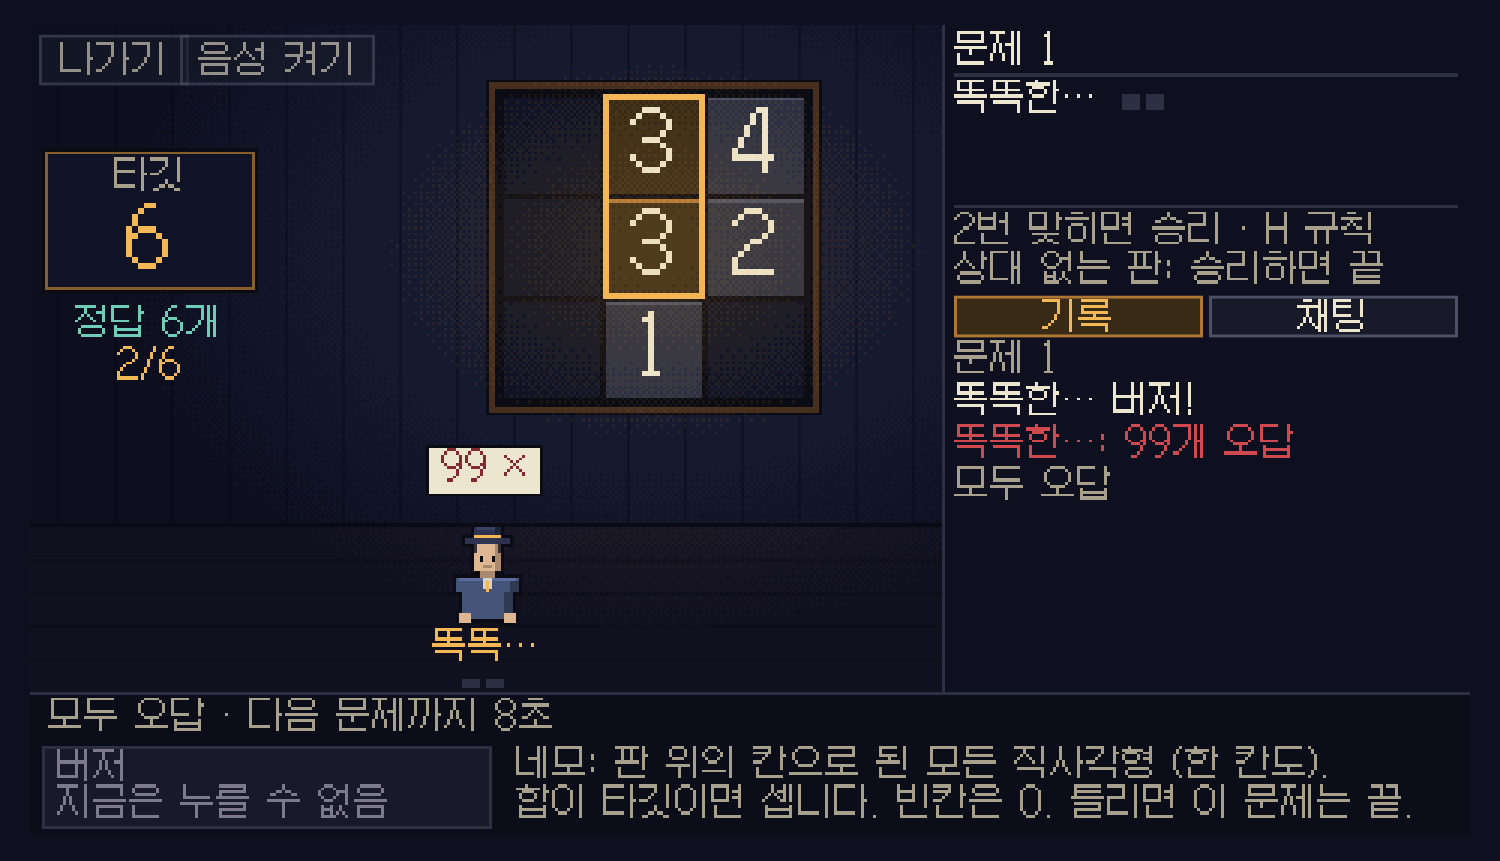 나가기 음성 켜기
타깃
6
정답 6개
2/6
3 4
3 2
1
99 ×
똑똑…
문제 1
똑똑한…
2번 맞히면 승리 · H 규칙
상대 없는 판: 승리하면 끝
기록 채팅
문제 1
똑똑한… 버저!
똑똑한…: 99개 오답
모두 오답
모두 오답 · 다음 문제까지 8초
버저
지금은 누를 수 없음
네모: 판 위의 칸으로 된 모든 직사각형 (한 칸도).
합이 타깃이면 셉니다. 빈칸은 0. 틀리면 이 문제는 끝.